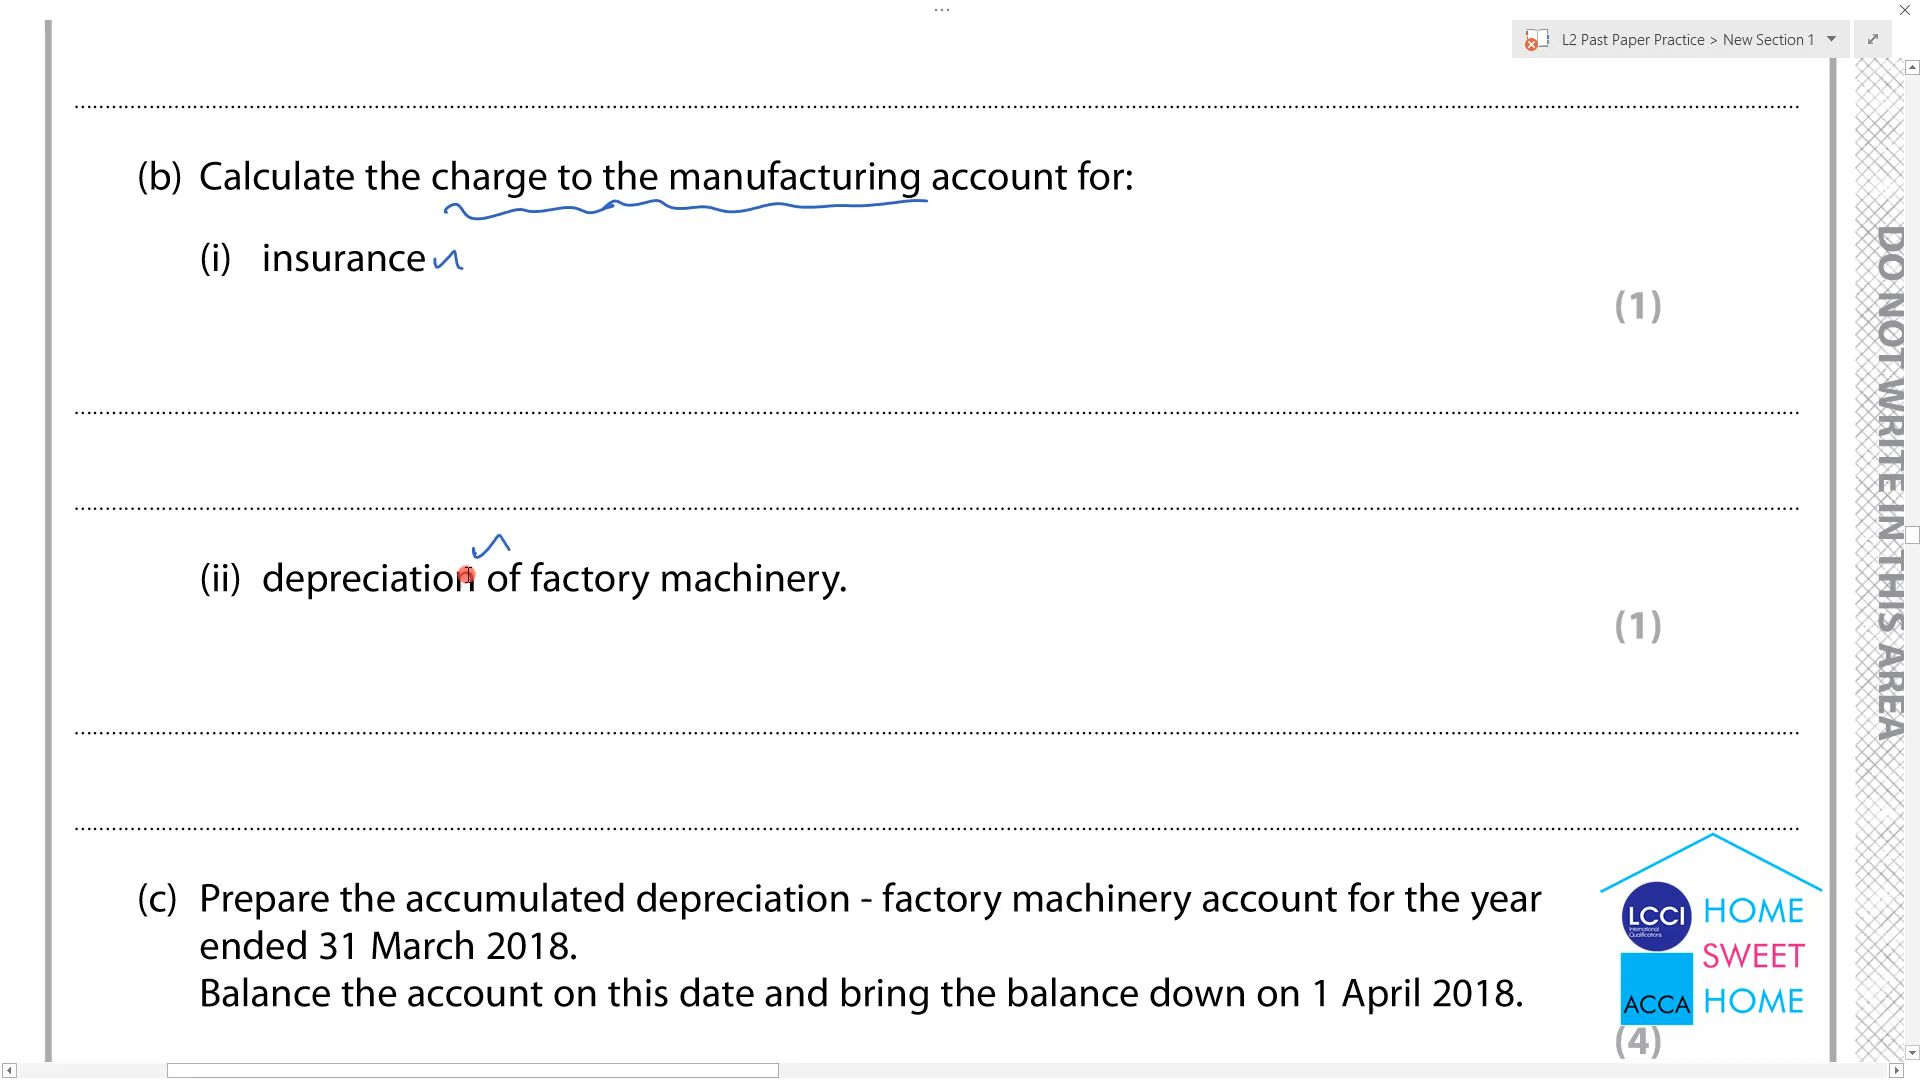 L2 Past Paper Practice > New Section 1
(b) Calculate the charge to the manufacturing account for:
(i) insurance
(1)
(ii) depreciation of factory machinery.
(1)
(c) Prepare the accumulated depreciation - factory machinery account for the year
ended 31 March 2018.
Balance the account on this date and bring the balance down on 1 April 2018.
(4)
DO NOT WRITE IN THIS AREA
LCCI
International
Qualifications
ACCA
HOME
SWEET
HOME